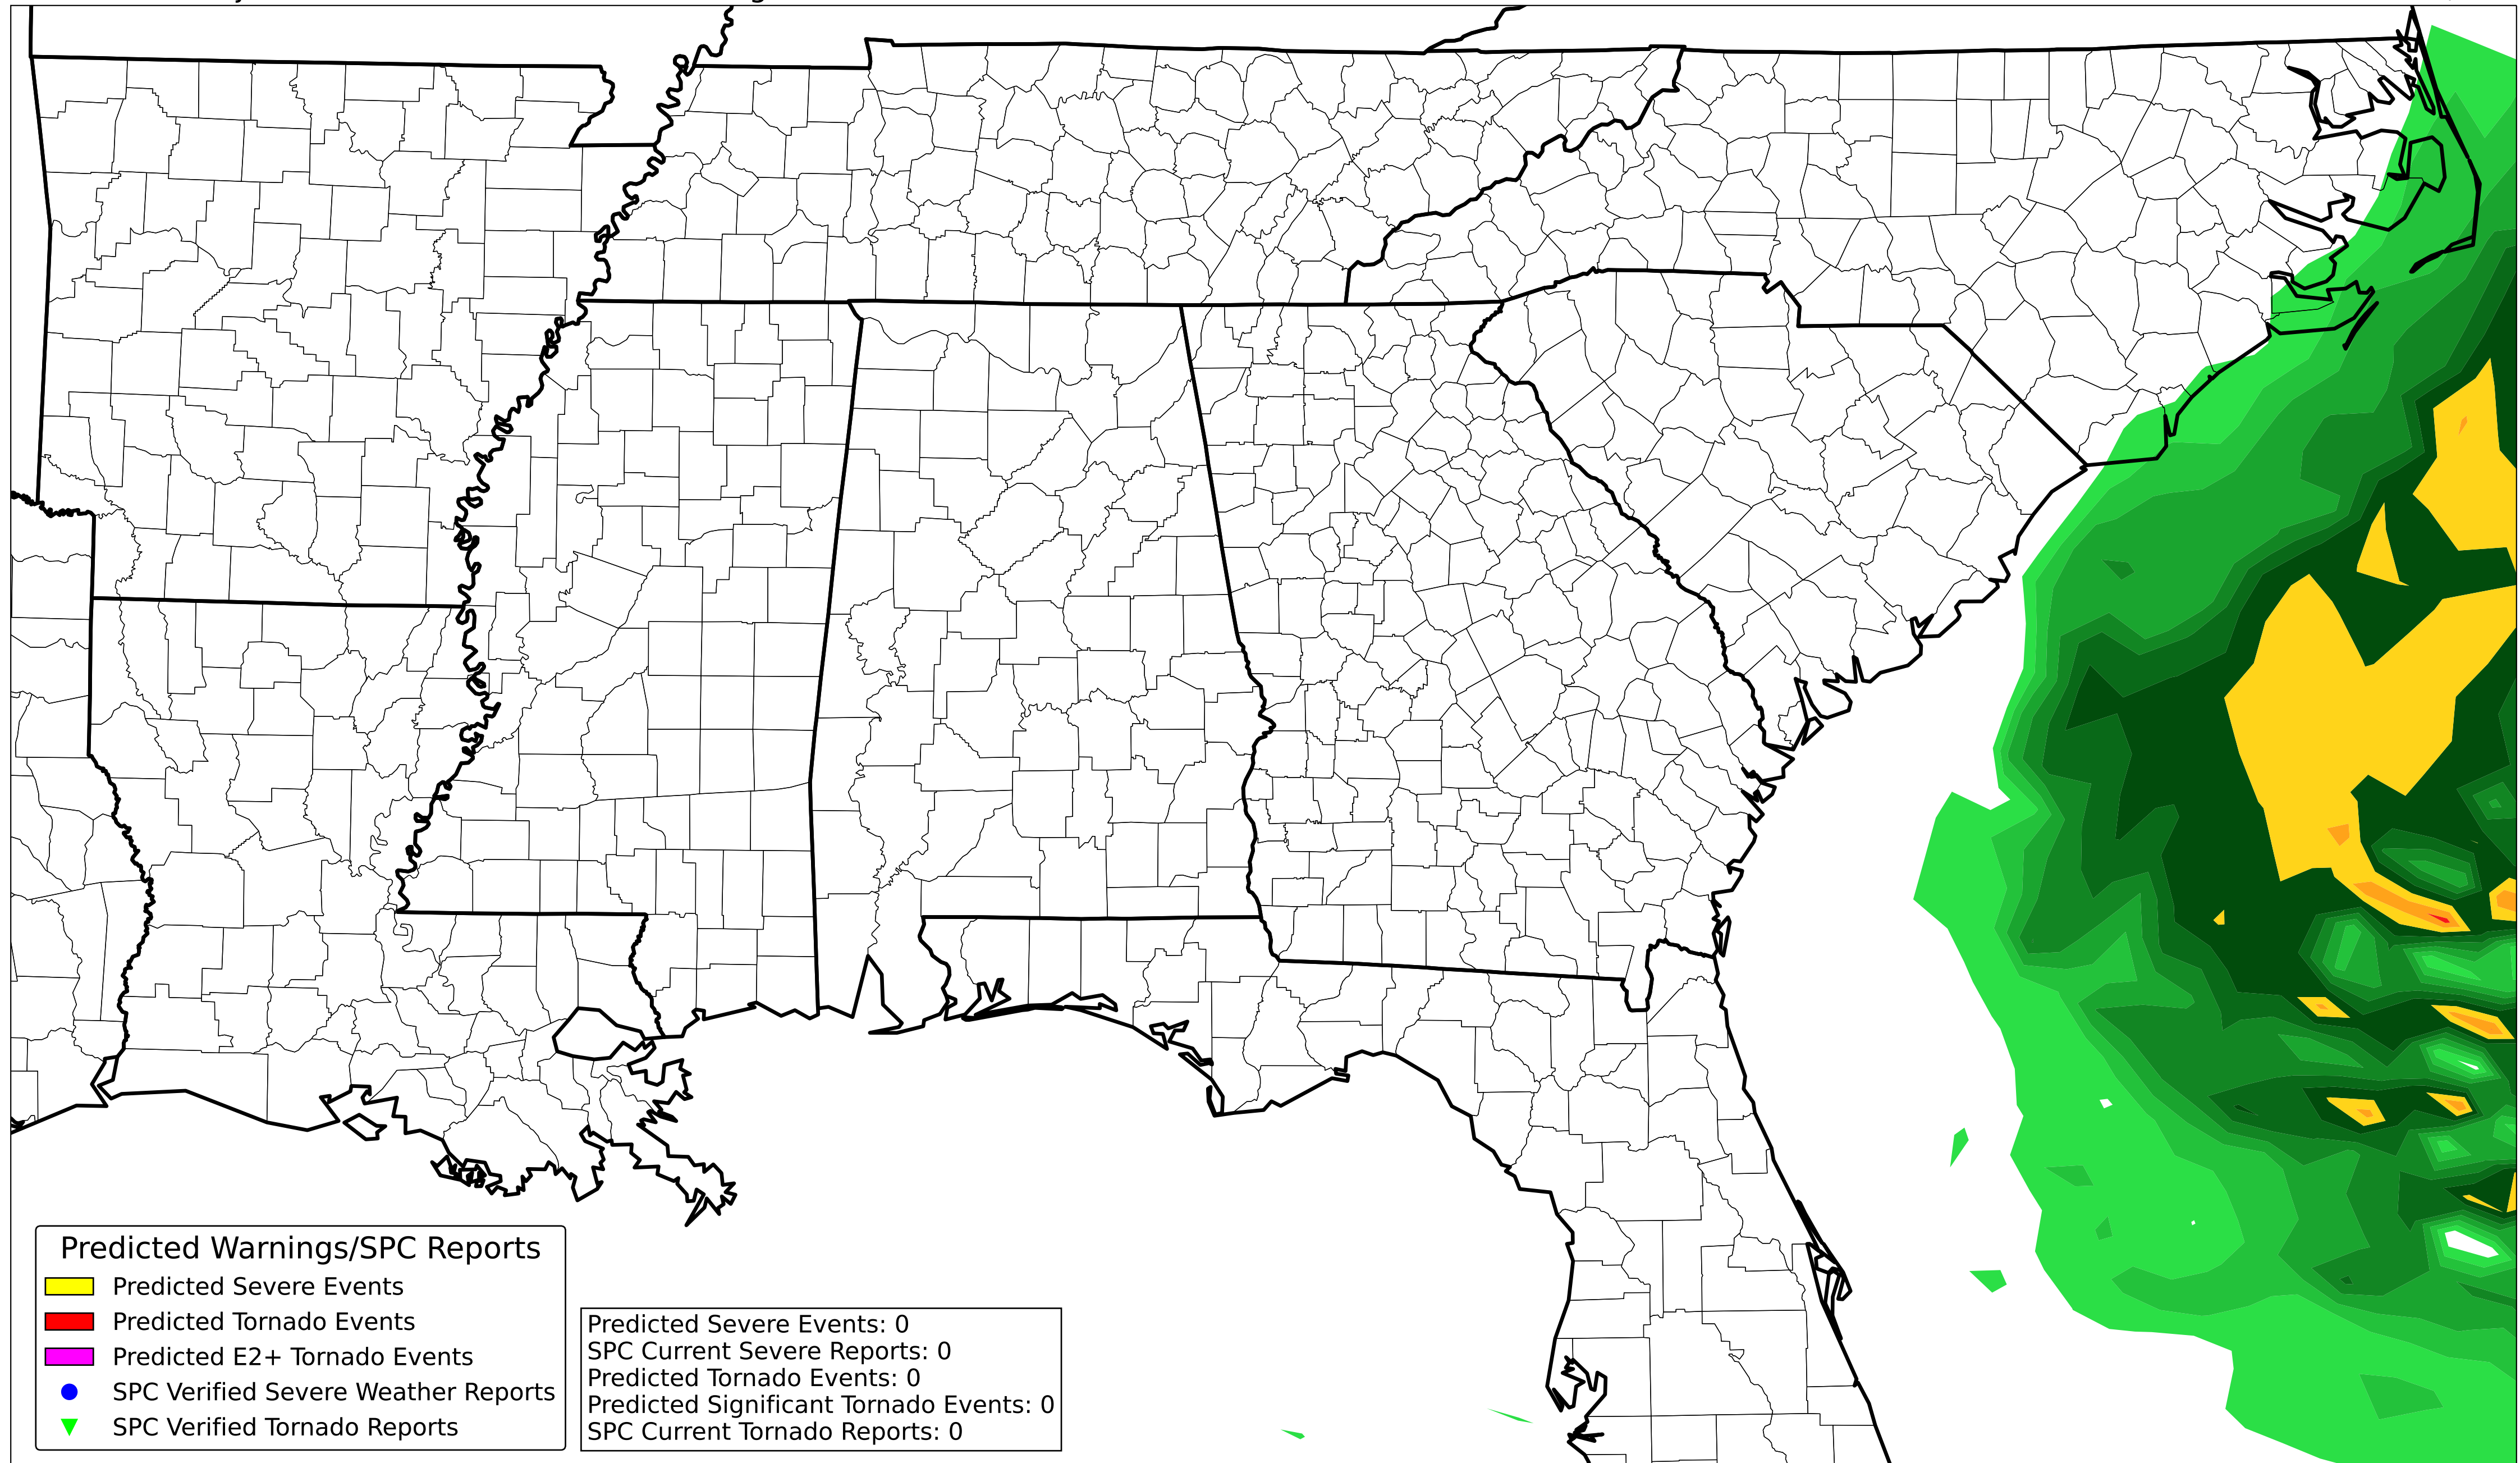 Predicted Warnings/SPC Reports
Predicted Severe Events
Predicted Tornado Events
Predicted E2+ Tornado Events
SPC Verified Severe Weather Reports
SPC Verified Tornado Reports
Predicted Severe Events: 0
SPC Current Severe Reports: 0
Predicted Tornado Events: 0
Predicted Significant Tornado Events: 0
SPC Current Tornado Reports: 0